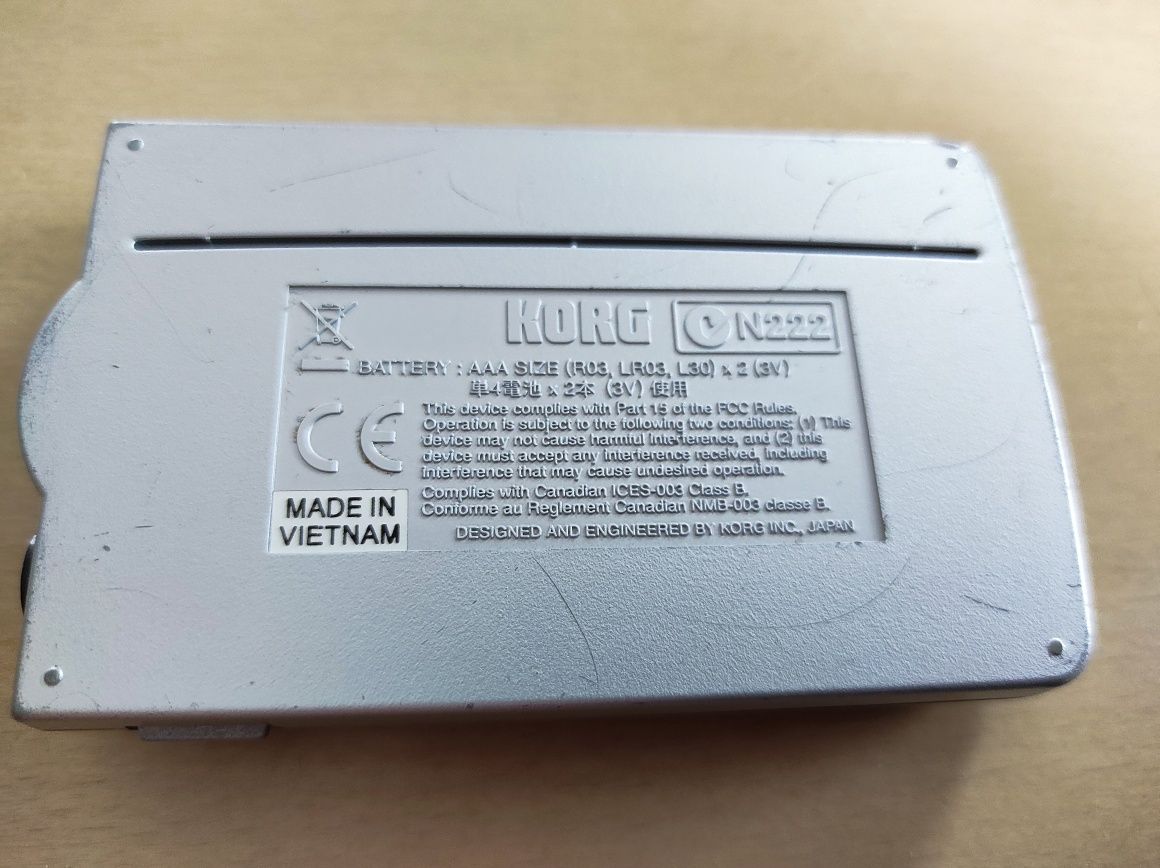 KORG N222
BATTERY : AAA SIZE (R03, LR03, L30) x 2 (3V)
単4電池 x 2本 (3V) 使用
This device complies with Part 15 of the FCC Rules.
Operation is subject to the following two conditions: (1) This
device may not cause harmful interference, and (2) this
device must accept any interference received, including
interference that may cause undesired operation.
Complies with Canadian ICES-003 Class B.
Conforme au Reglement Canadien NMB-003 classe B.
CE
MADE IN
VIETNAM
DESIGNED AND ENGINEERED BY KORG INC., JAPAN